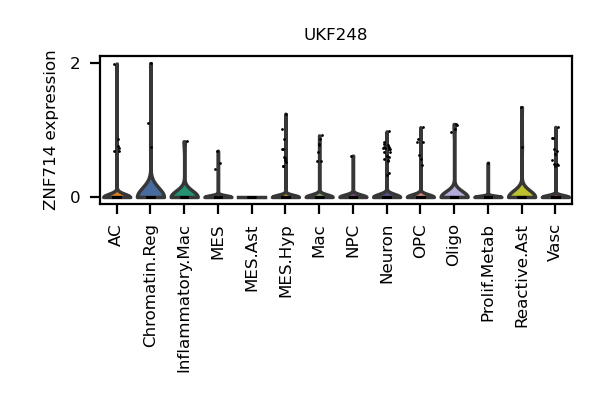 UKF248
ZNF714 expression
2
0
AC
Chromatin.Reg
Inflammatory.Mac
MES
MES.Ast
MES.Hyp
Mac
NPC
Neuron
OPC
Oligo
Prolif.Metab
Reactive.Ast
Vasc